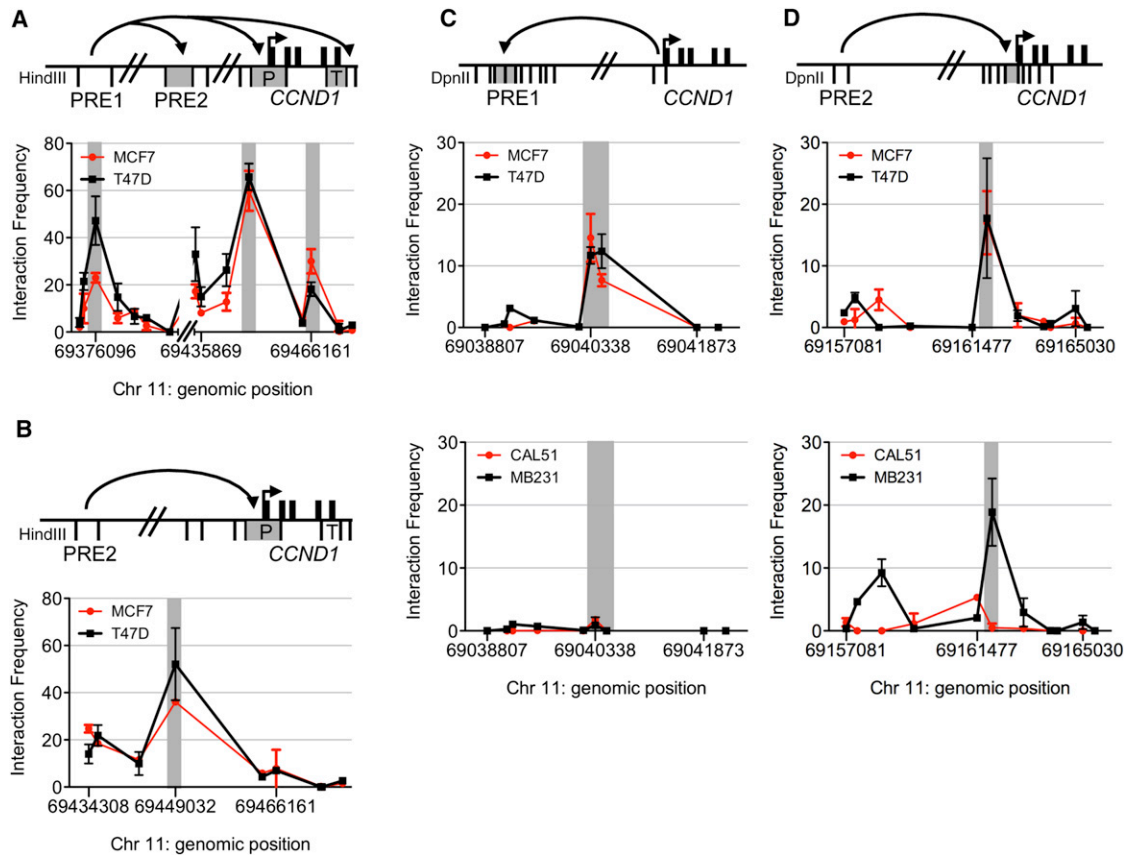 A
HindIII
PRE1
PRE2
P
T
CCND1
Interaction Frequency
80
60
40
20
0
MCF7
T47D
69376096
69435869
69466161
Chr 11: genomic position
B
HindIII
PRE2
P
T
CCND1
Interaction Frequency
80
60
40
20
0
MCF7
T47D
69434308
69449032
69466161
Chr 11: genomic position
C
DpnII
PRE1
CCND1
Interaction Frequency
30
20
10
0
MCF7
T47D
69038807
69040338
69041873
Interaction Frequency
30
20
10
0
CAL51
MB231
69038807
69040338
69041873
Chr 11: genomic position
D
DpnII
PRE2
CCND1
Interaction Frequency
30
20
10
0
MCF7
T47D
69157081
69161477
69165030
Interaction Frequency
30
20
10
0
CAL51
MB231
69157081
69161477
69165030
Chr 11: genomic position